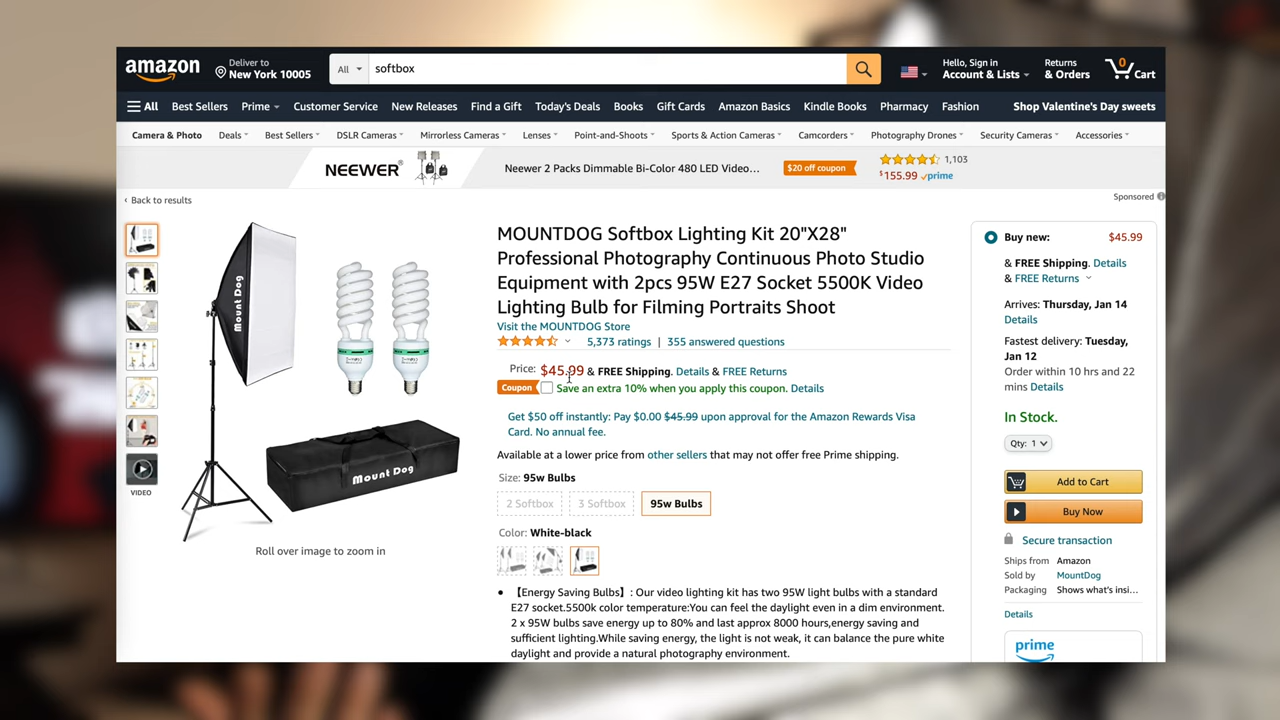 amazon
Deliver to
New York 10005
All
softbox
Hello, Sign in
Account & Lists
Returns
& Orders
0
Cart
All
Best Sellers
Prime
Customer Service
New Releases
Find a Gift
Today's Deals
Books
Gift Cards
Amazon Basics
Kindle Books
Pharmacy
Fashion
Shop Valentine's Day sweets
Camera & Photo
Deals
Best Sellers
DSLR Cameras
Mirrorless Cameras
Lenses
Point-and-Shoots
Sports & Action Cameras
Camcorders
Photography Drones
Security Cameras
Accessories
NEEWER®
Neewer 2 Packs Dimmable Bi-Color 480 LED Video...
$20 off coupon
1,103
$155.99 prime
‹ Back to results
Sponsored
VIDEO
Mount Dog
Mount Dog
Roll over image to zoom in
MOUNTDOG Softbox Lighting Kit 20"X28"
Professional Photography Continuous Photo Studio
Equipment with 2pcs 95W E27 Socket 5500K Video
Lighting Bulb for Filming Portraits Shoot
Visit the MOUNTDOG Store
5,373 ratings | 355 answered questions
Price: $45.99 & FREE Shipping. Details & FREE Returns
Coupon Save an extra 10% when you apply this coupon. Details
Get $50 off instantly: Pay $0.00 $45.99 upon approval for the Amazon Rewards Visa
Card. No annual fee.
Available at a lower price from other sellers that may not offer free Prime shipping.
Size: 95w Bulbs
2 Softbox
3 Softbox
95w Bulbs
Color: White-black
• 【Energy Saving Bulbs】: Our video lighting kit has two 95W light bulbs with a standard
E27 socket.5500k color temperature:You can feel the daylight even in a dim environment.
2 x 95W bulbs save energy up to 80% and last approx 8000 hours,energy saving and
sufficient lighting.While saving energy, the light is not weak, it can balance the pure white
daylight and provide a natural photography environment.
Buy new:
$45.99
& FREE Shipping. Details
& FREE Returns
Arrives: Thursday, Jan 14
Details
Fastest delivery: Tuesday,
Jan 12
Order within 10 hrs and 22
mins Details
In Stock.
Qty: 1
Add to Cart
Buy Now
Secure transaction
Ships from Amazon
Sold by MountDog
Packaging Shows what's insi...
Details
prime